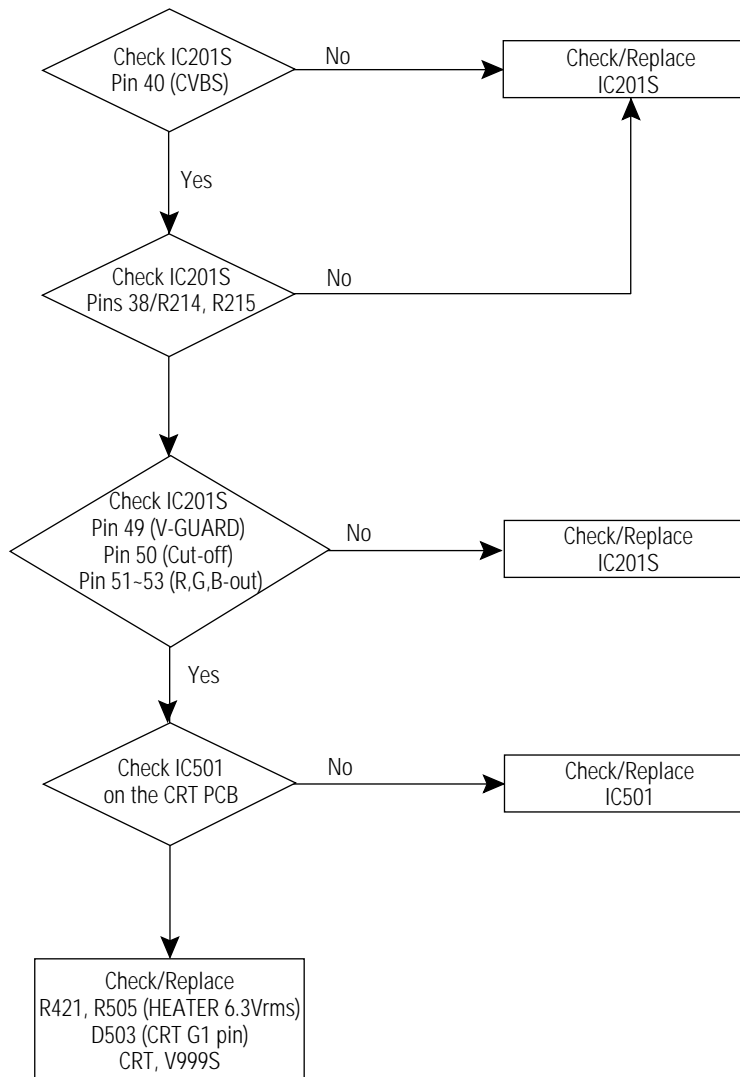 Check IC201S
Pin 40 (CVBS)
No
Check/Replace
IC201S
Yes
Check IC201S
Pins 38/R214, R215
No
Check IC201S
Pin 49 (V-GUARD)
Pin 50 (Cut-off)
Pin 51~53 (R,G,B-out)
No
Check/Replace
IC201S
Yes
Check IC501
on the CRT PCB
No
Check/Replace
IC501
Check/Replace
R421, R505 (HEATER 6.3Vrms)
D503 (CRT G1 pin)
CRT, V999S